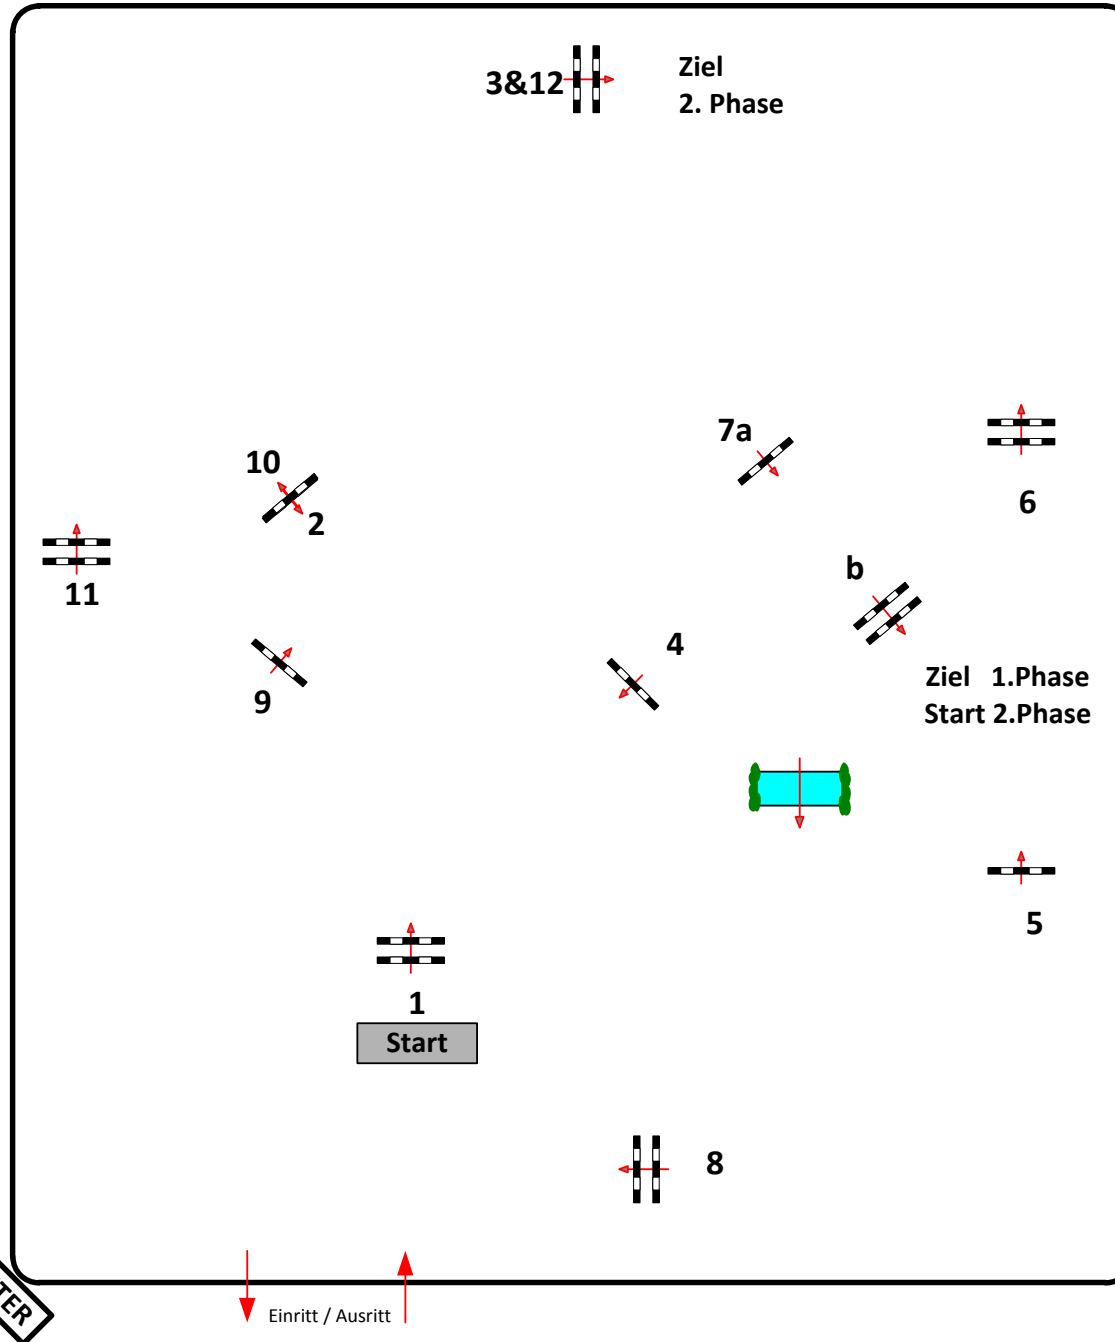 3&12
Ziel
2. Phase
7a
10
2
6
11
b
4
9
Ziel 1.Phase
Start 2.Phase
5
1
Start
8
Einritt / Ausritt